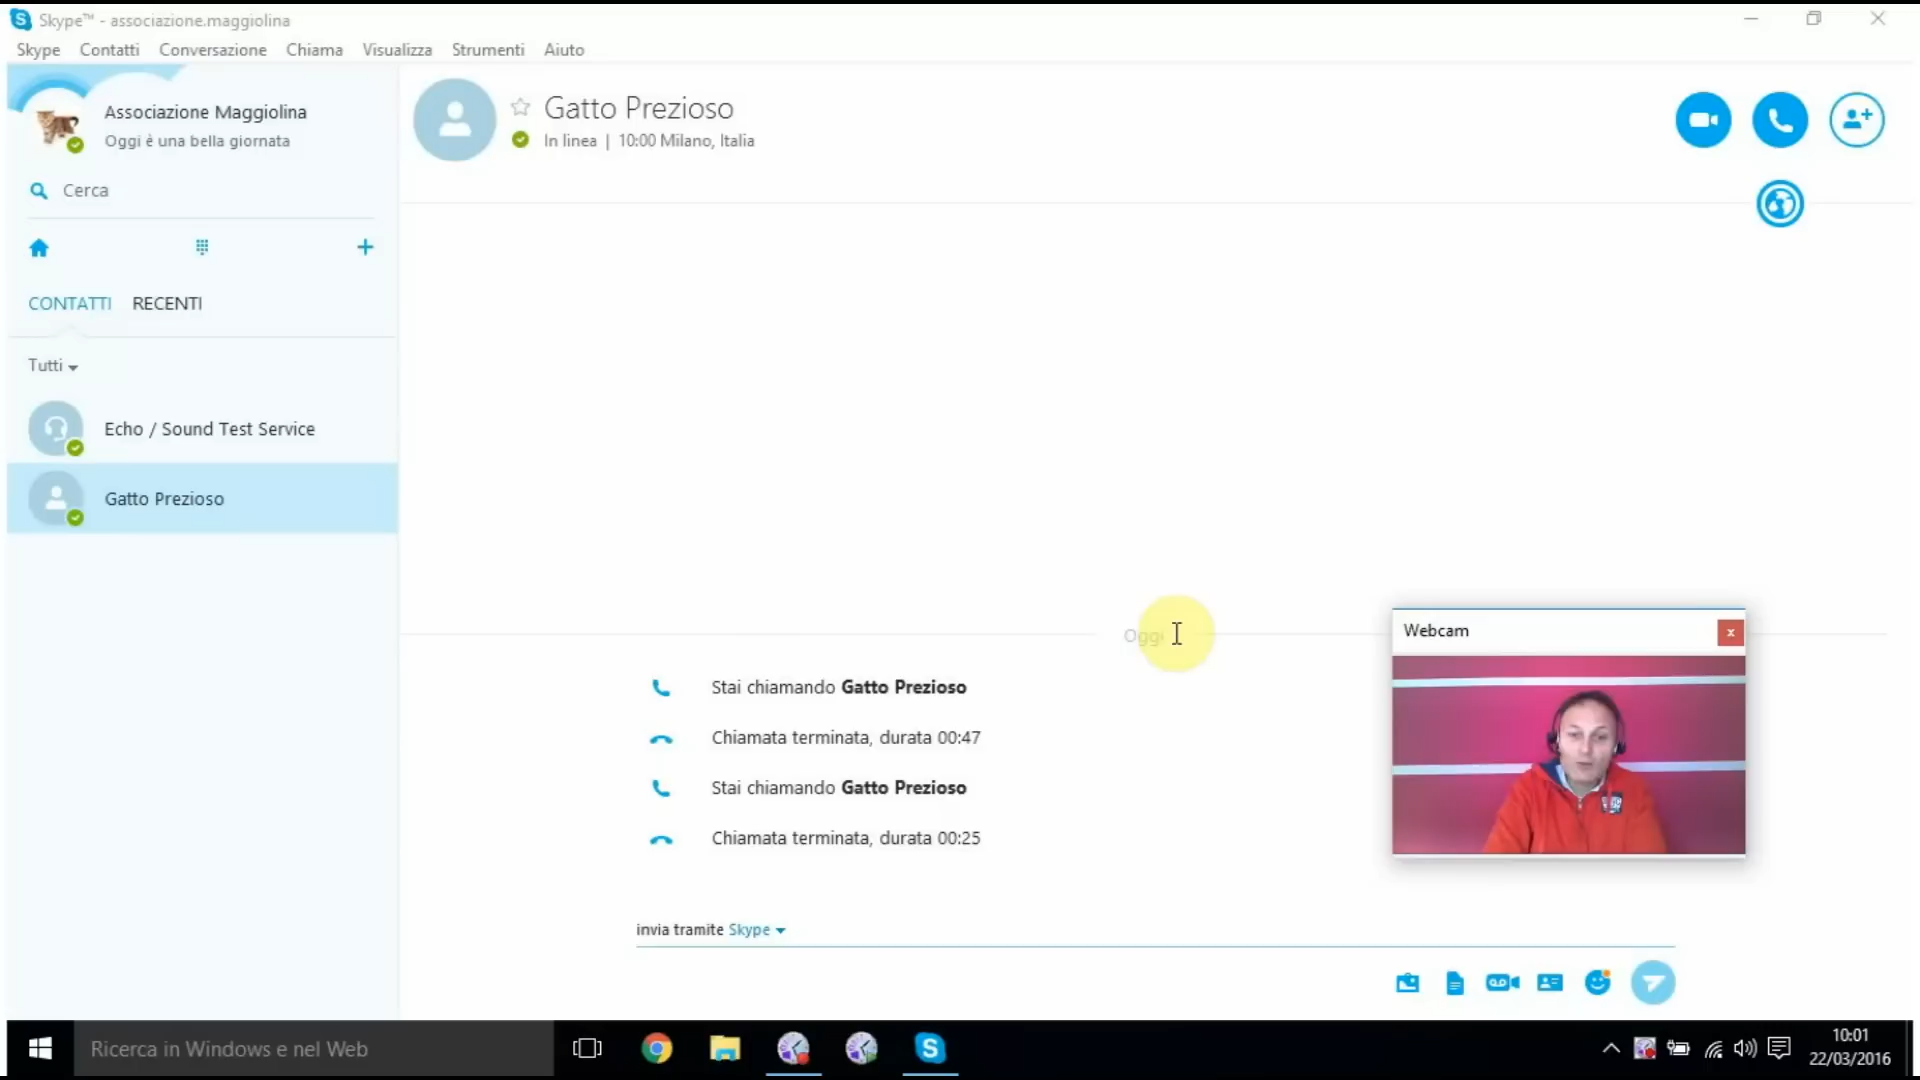 Skype™ - associazione.maggiolina
Skype Contatti Conversazione Chiama Visualizza Strumenti Aiuto
Associazione Maggiolina
Oggi è una bella giornata
Cerca
CONTATTI RECENTI
Tutti
Echo / Sound Test Service
Gatto Prezioso
Gatto Prezioso
In linea | 10:00 Milano, Italia
Oggi
Stai chiamando Gatto Prezioso
Chiamata terminata, durata 00:47
Stai chiamando Gatto Prezioso
Chiamata terminata, durata 00:25
Webcam
x
invia tramite Skype
Ricerca in Windows e nel Web
10:01
22/03/2016